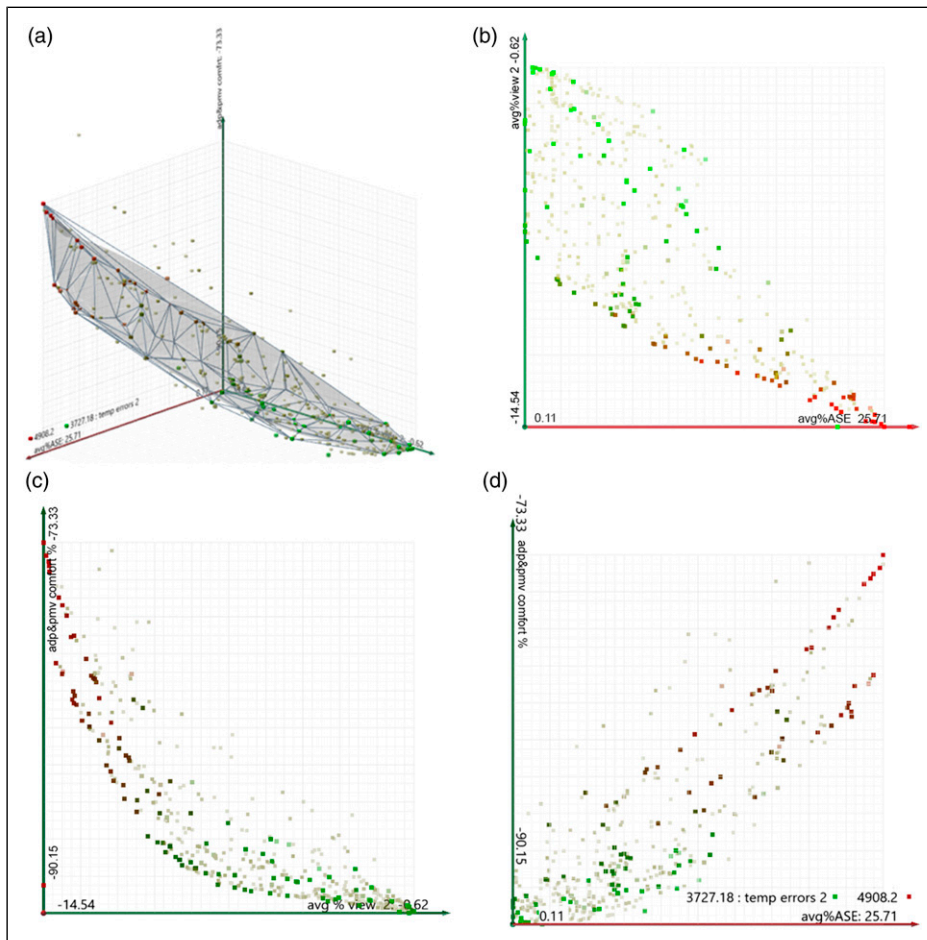 (a)
adp&pmv comfrt: -73.33
4908.2
3727.18 : temp errors 2
avg%ASE: 25.71
(b)
avg%view 2 -0.62
-14.54
0.11
avg%ASE 25.71
(c)
adp&pmv comfort % -73.33
-90.15
-14.54
avg % view 2: -0.62
(d)
-73.33 adp&pmv comfort %
-90.15
0.11
3727.18 : temp errors 2
4908.2
avg%ASE: 25.71